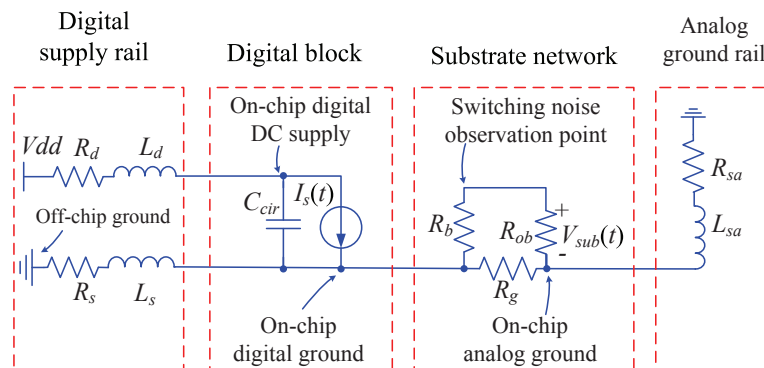 Digital
supply rail
Digital block
Substrate network
Analog
ground rail
On-chip digital
DC supply
Switching noise
observation point
Vdd
R_d
L_d
C_cir
I_s(t)
R_b
R_ob
+
V_sub(t)
-
R_sa
L_sa
Off-chip ground
R_s
L_s
R_g
On-chip
digital ground
On-chip
analog ground